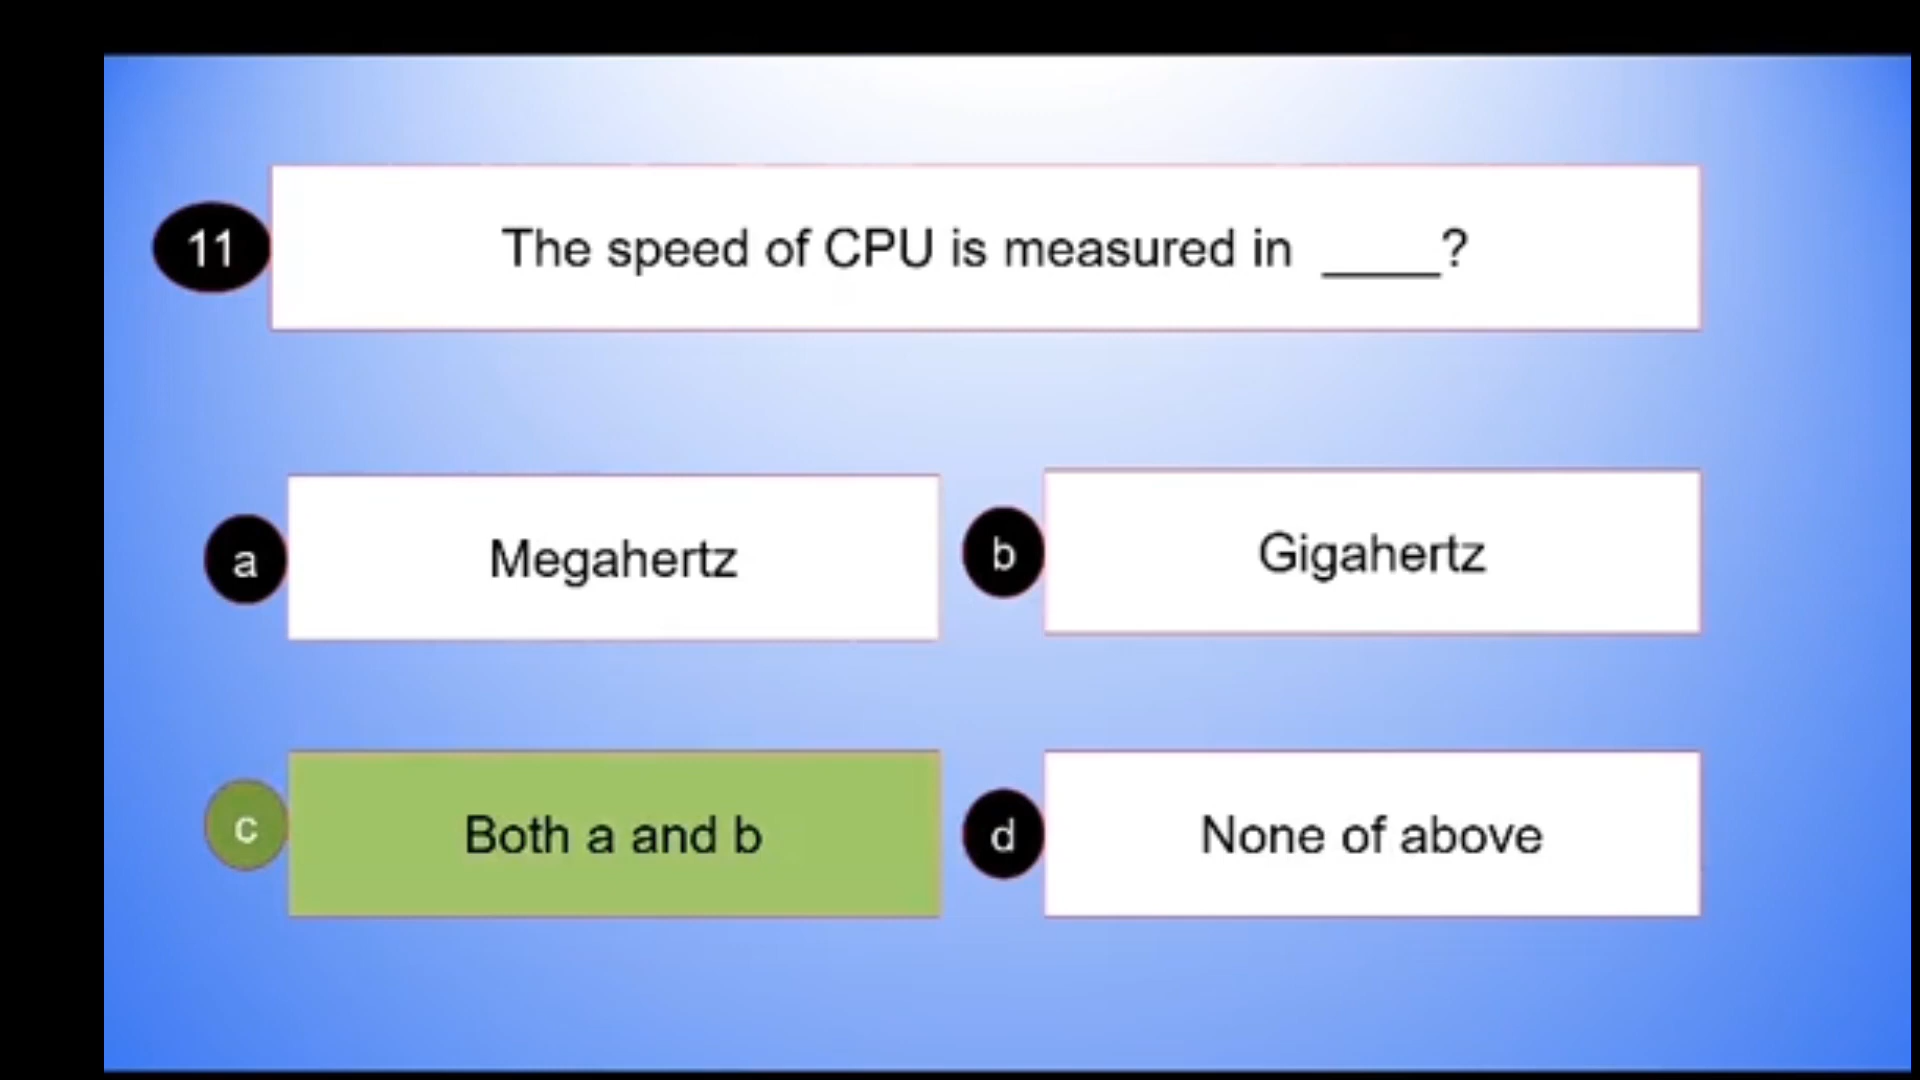 11
The speed of CPU is measured in ____?
a
Megahertz
b
Gigahertz
c
Both a and b
d
None of above